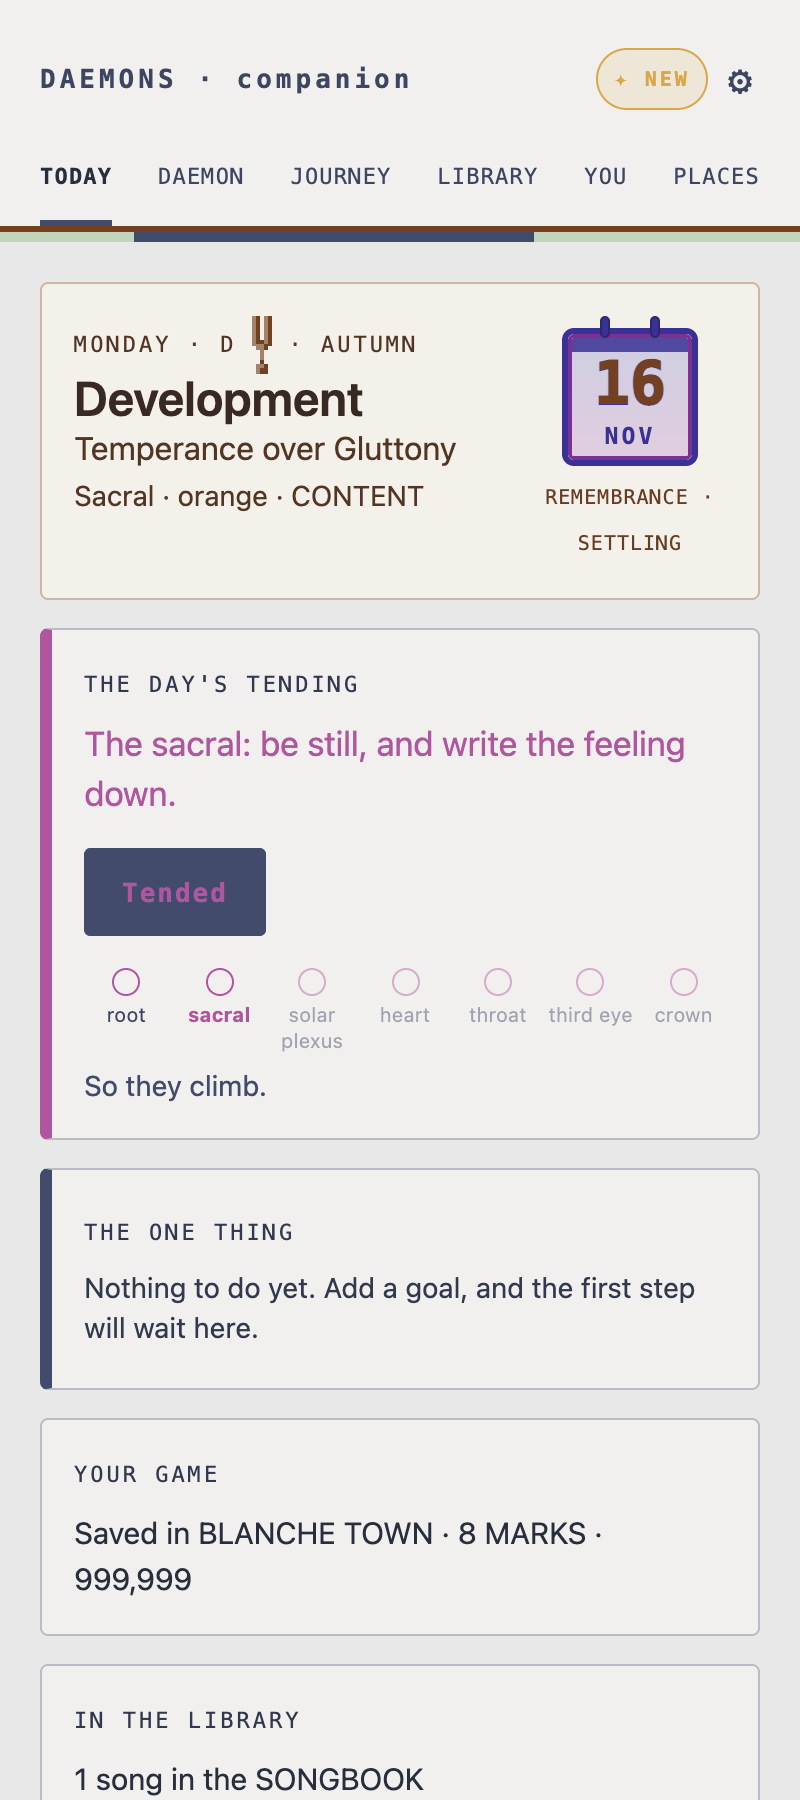 DAEMONS · companion
✦ NEW
TODAY DAEMON JOURNEY LIBRARY YOU PLACES
MONDAY · D · AUTUMN
Development
Temperance over Gluttony
Sacral · orange · CONTENT
16
NOV
REMEMBRANCE ·
SETTLING
THE DAY'S TENDING
The sacral: be still, and write the feeling
down.
Tended
root sacral solar plexus heart throat third eye crown
So they climb.
THE ONE THING
Nothing to do yet. Add a goal, and the first step
will wait here.
YOUR GAME
Saved in BLANCHE TOWN · 8 MARKS ·
999,999
IN THE LIBRARY
1 song in the SONGBOOK